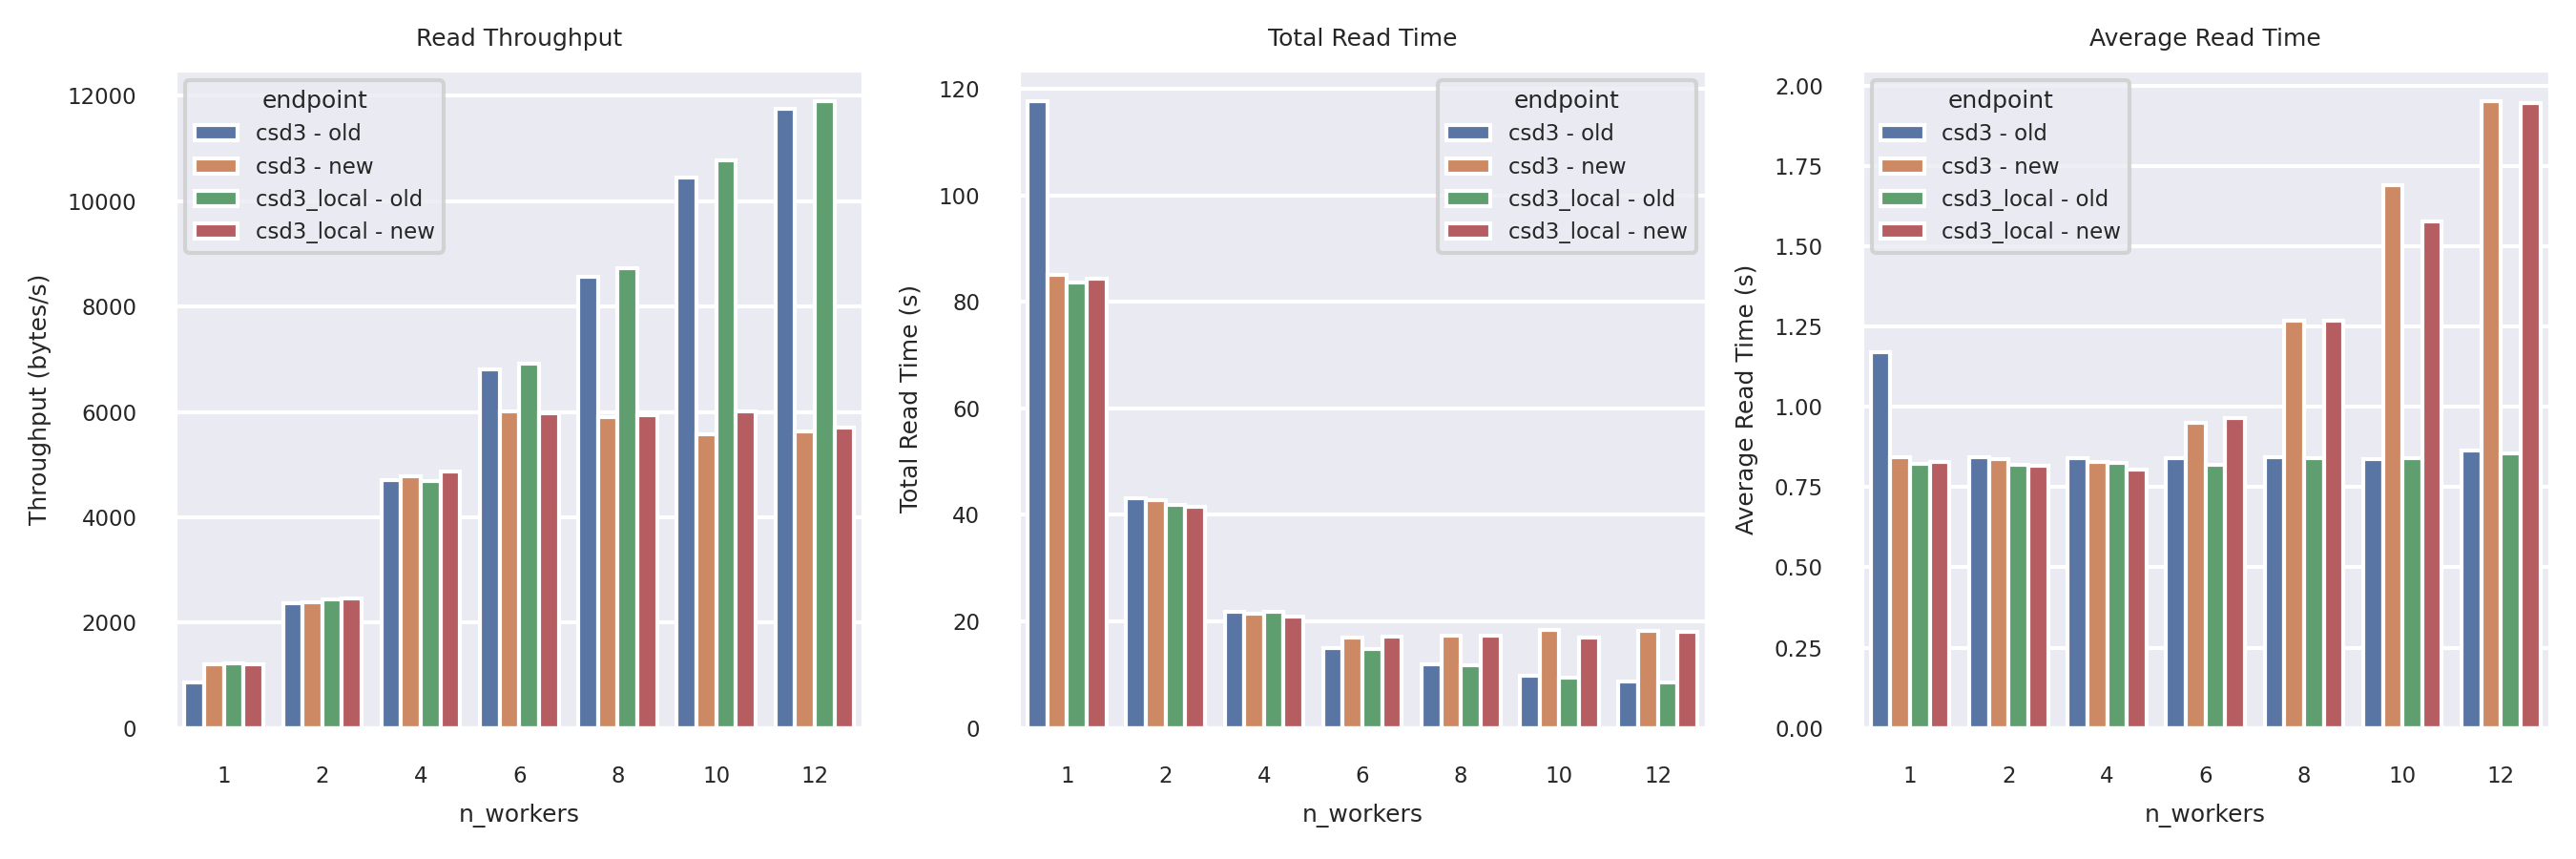 Read Throughput
Throughput (bytes/s)
12000
10000
8000
6000
4000
2000
0
endpoint
csd3 - old
csd3 - new
csd3_local - old
csd3_local - new
1 2 4 6 8 10 12
n_workers
Total Read Time
Total Read Time (s)
120
100
80
60
40
20
0
endpoint
csd3 - old
csd3 - new
csd3_local - old
csd3_local - new
1 2 4 6 8 10 12
n_workers
Average Read Time
Average Read Time (s)
2.00
1.75
1.50
1.25
1.00
0.75
0.50
0.25
0.00
endpoint
csd3 - old
csd3 - new
csd3_local - old
csd3_local - new
1 2 4 6 8 10 12
n_workers